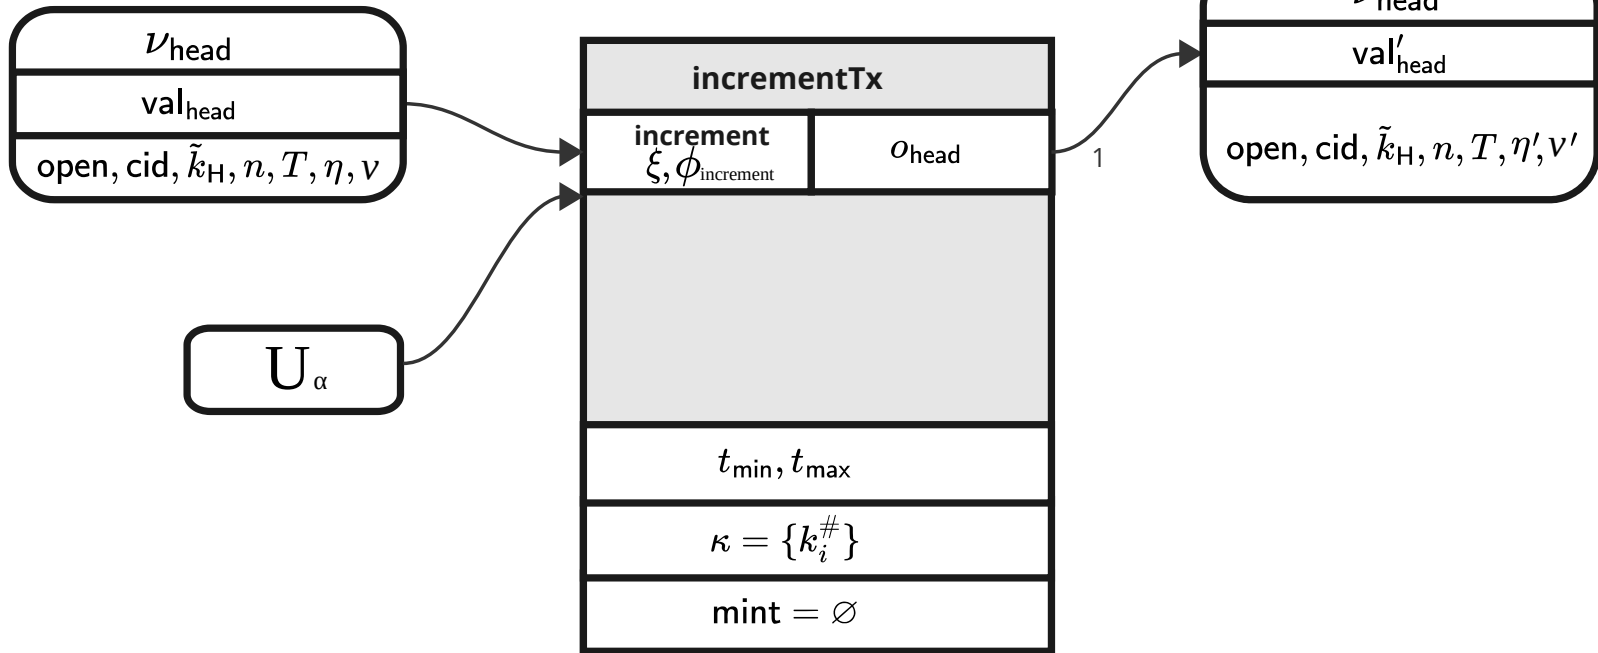 ν_head
val_head
open, cid, k̃_H, n, T, η, v
U_α
incrementTx
increment
ξ, ϕ_increment
o_head
t_min, t_max
κ = {k_i^#}
mint = ∅
1
ν_head
val′_head
open, cid, k̃_H, n, T, η′, v′